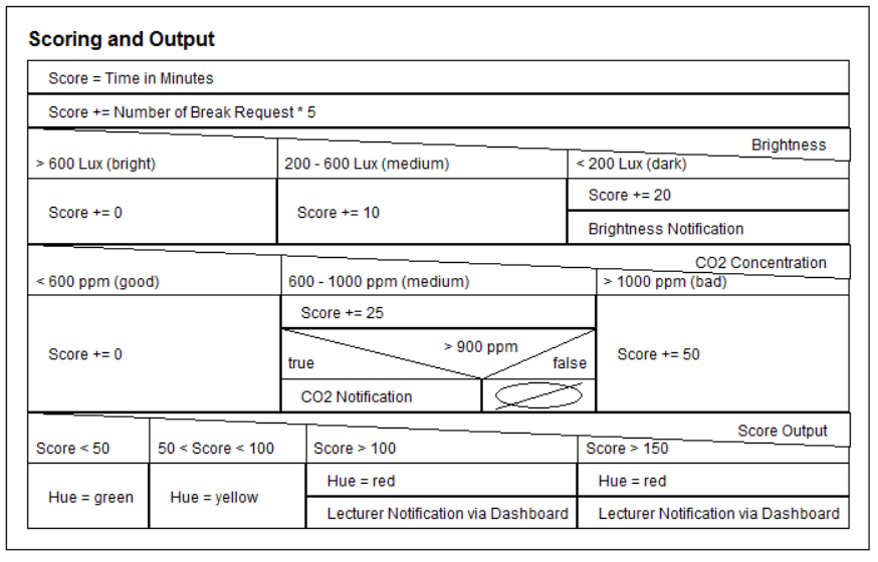 Scoring and Output
Score = Time in Minutes
Score += Number of Break Request * 5
Brightness
> 600 Lux (bright)
200 - 600 Lux (medium)
< 200 Lux (dark)
Score += 0
Score += 10
Score += 20
Brightness Notification
CO2 Concentration
< 600 ppm (good)
600 - 1000 ppm (medium)
> 1000 ppm (bad)
Score += 0
Score += 25
> 900 ppm
true
false
CO2 Notification
Score += 50
Score Output
Score < 50
50 < Score < 100
Score > 100
Score > 150
Hue = green
Hue = yellow
Hue = red
Lecturer Notification via Dashboard
Hue = red
Lecturer Notification via Dashboard